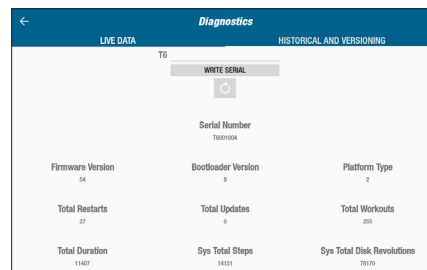 Diagnostics
LIVE DATA HISTORICAL AND VERSIONING
T6
WRITE SERIAL
Serial Number
T6001004
Firmware Version Bootloader Version Platform Type
54 9 2
Total Restarts Total Updates Total Workouts
27 0 255
Total Duration Sys Total Steps Sys Total Disk Revolutions
11407 14151 78170